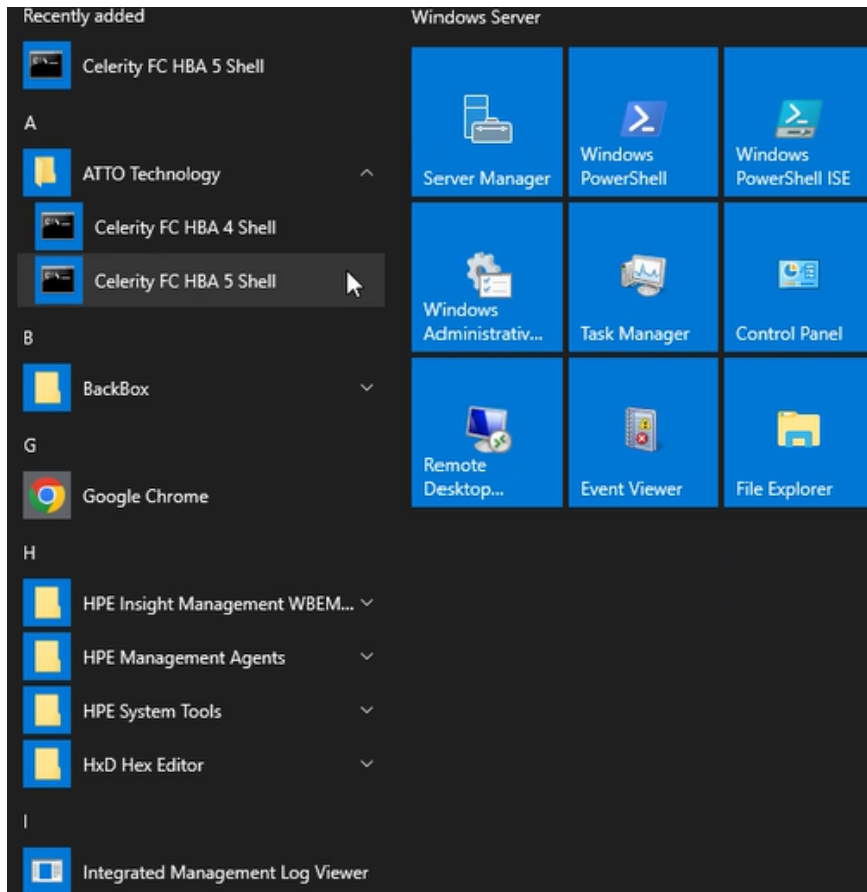 Recently added
Celerity FC HBA 5 Shell
A
ATTO Technology
Celerity FC HBA 4 Shell
Celerity FC HBA 5 Shell
B
BackBox
G
Google Chrome
H
HPE Insight Management WBEM...
HPE Management Agents
HPE System Tools
HxD Hex Editor
I
Integrated Management Log Viewer
Windows Server
Server Manager
Windows
PowerShell
Windows
PowerShell ISE
Windows
Administrativ...
Task Manager
Control Panel
Remote
Desktop...
Event Viewer
File Explorer